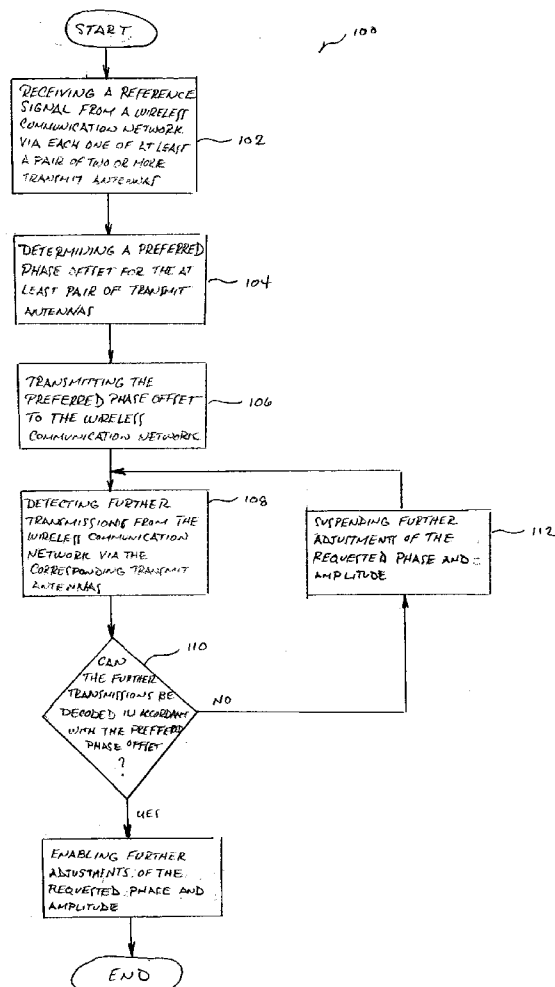 START
100
RECEIVING A REFERENCE
SIGNAL FROM A WIRELESS
COMMUNICATION NETWORK
VIA EACH ONE OF AT LEAST
A PAIR OF TWO OR MORE
TRANSMIT ANTENNAS
102
DETERMINING A PREFERRED
PHASE OFFSET FOR THE AT
LEAST PAIR OF TRANSMIT
ANTENNAS
104
TRANSMITTING THE
PREFERRED PHASE OFFSET
TO THE WIRELESS
COMMUNICATION NETWORK
106
DETECTING FURTHER
TRANSMISSIONS FROM THE
WIRELESS COMMUNICATION
NETWORK VIA THE
CORRESPONDING TRANSMIT
ANTENNAS
108
SUSPENDING FURTHER
ADJUSTMENTS OF THE
REQUESTED PHASE AND
AMPLITUDE
112
CAN
THE FURTHER
TRANSMISSIONS BE
DECODED IN ACCORDANT
WITH THE PREFFERD
PHASE OFFSET
?
110
NO
YES
ENABLING FURTHER
ADJUSTMENTS OF THE
REQUESTED PHASE AND
AMPLITUDE
END